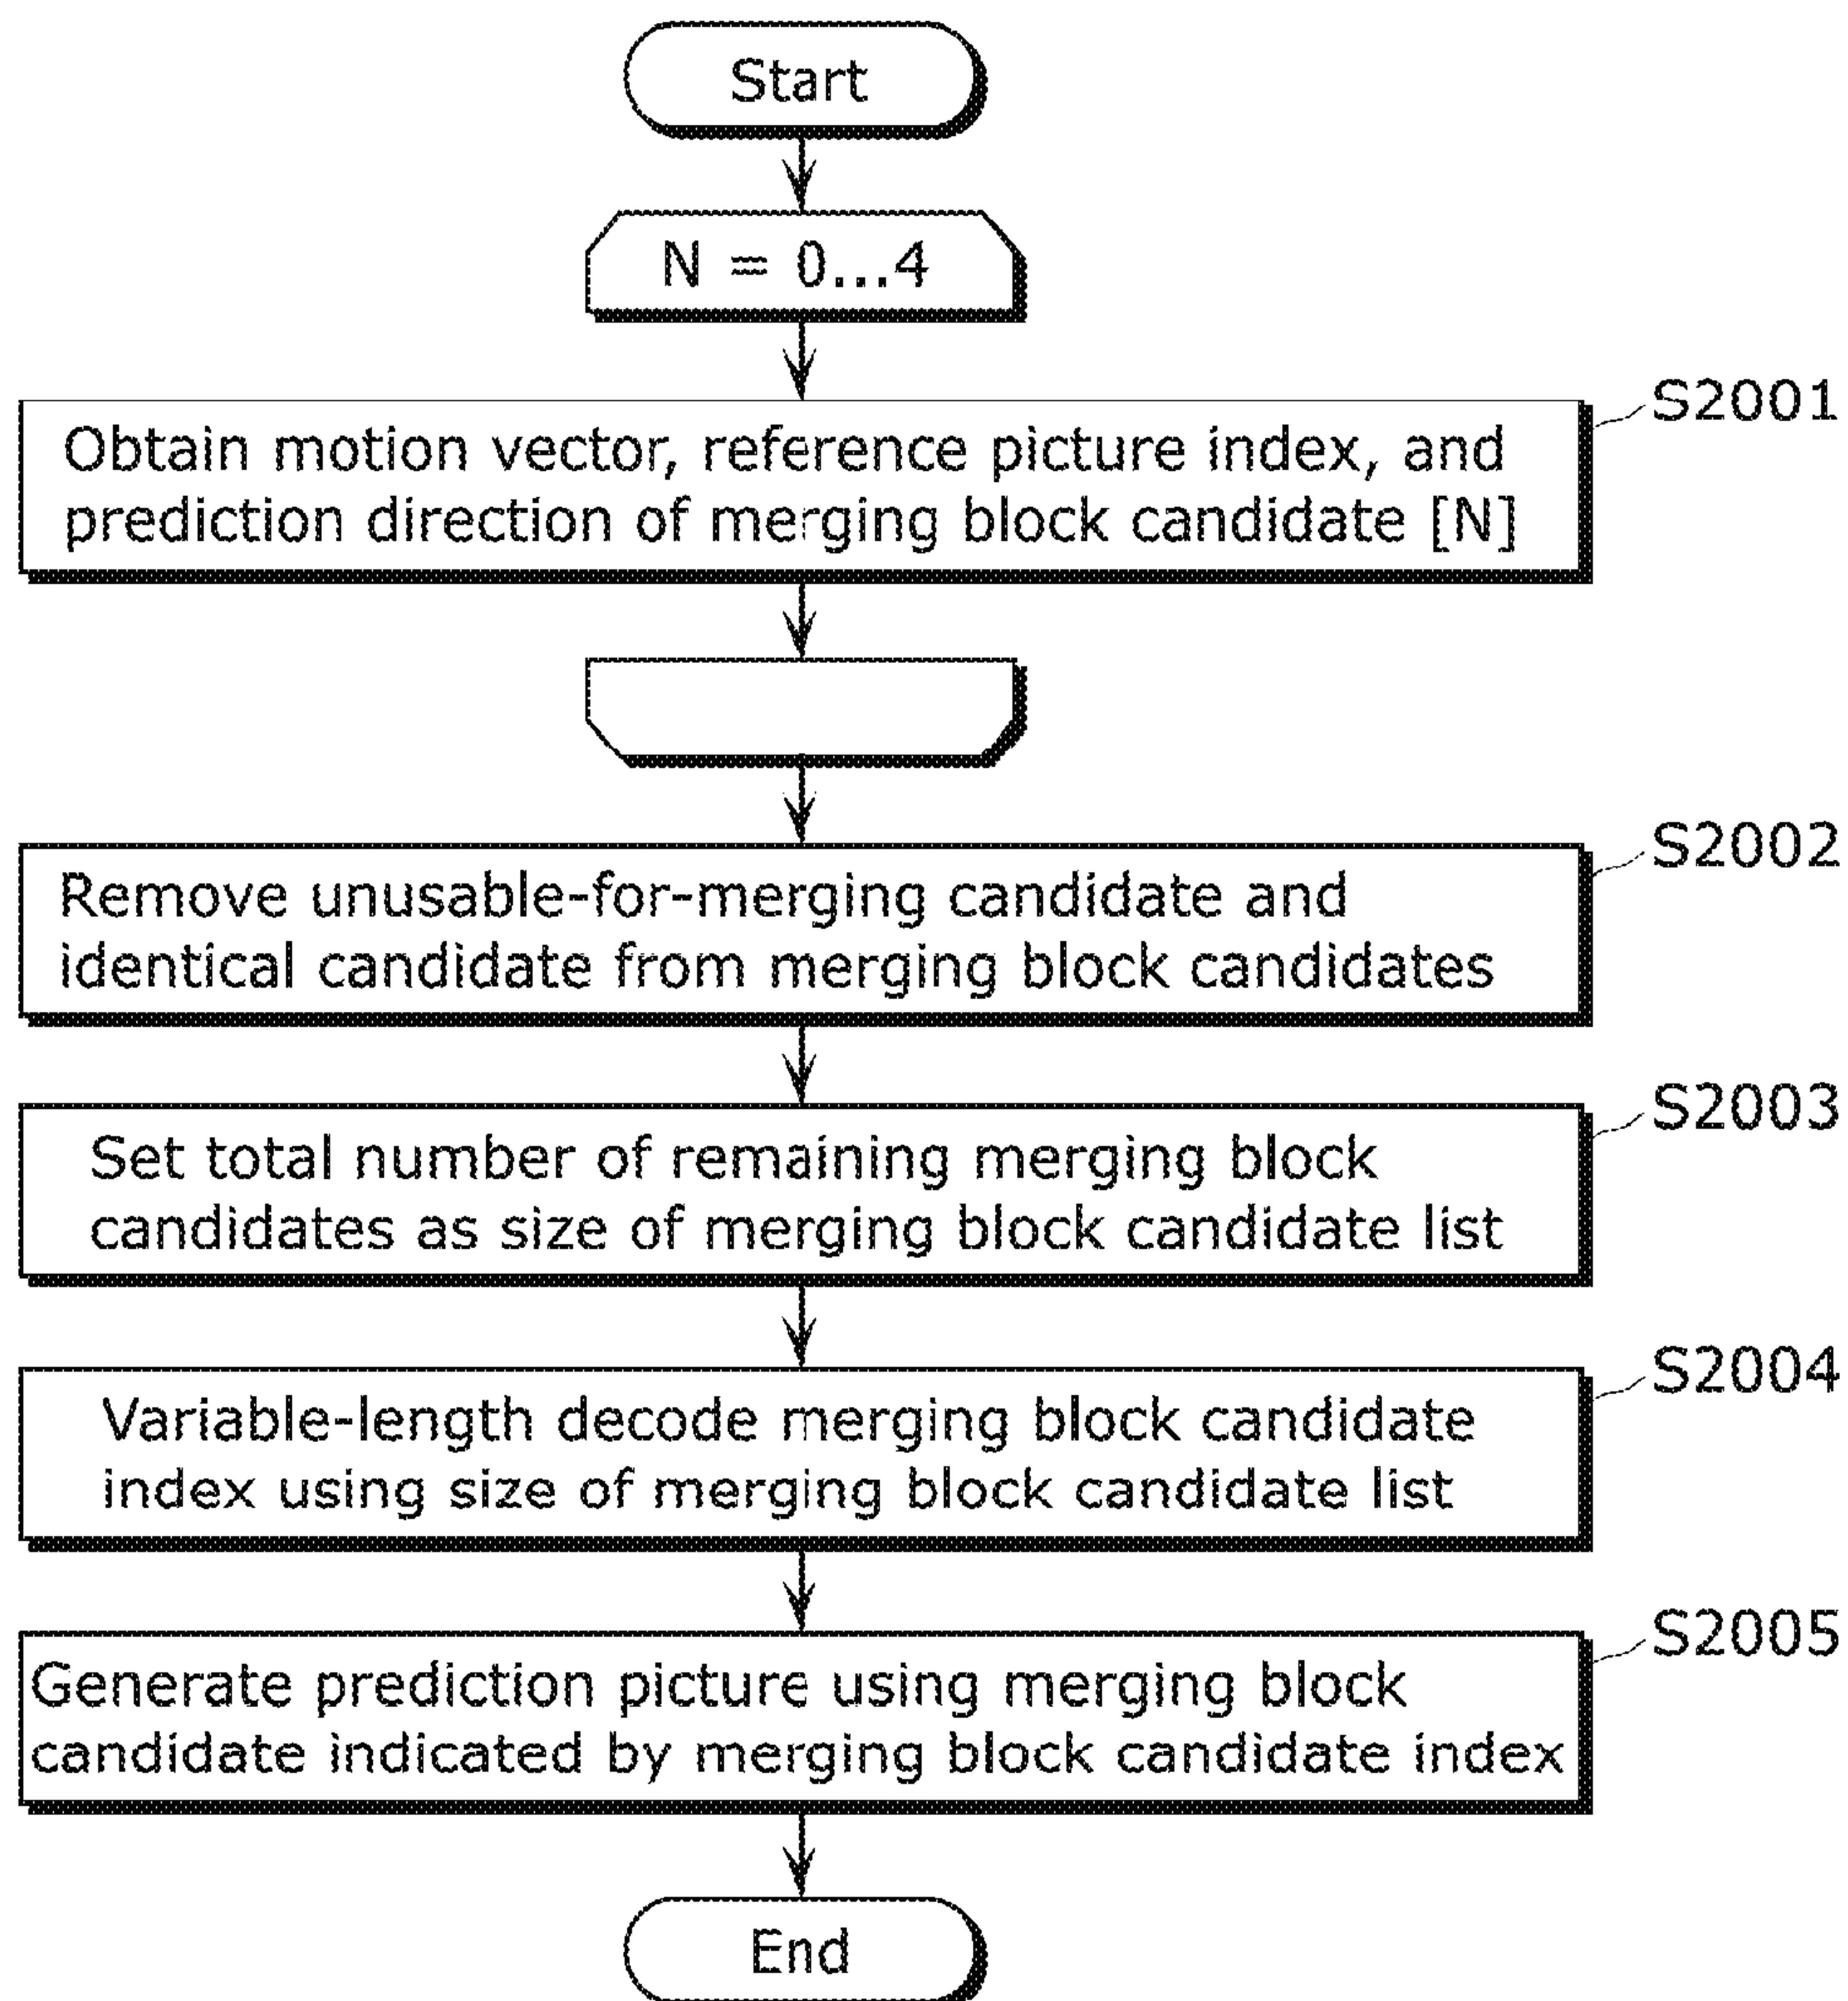 Start
N = 0...4
S2001
Obtain motion vector, reference picture index, and
prediction direction of merging block candidate [N]
S2002
Remove unusable-for-merging candidate and
identical candidate from merging block candidates
S2003
Set total number of remaining merging block
candidates as size of merging block candidate list
S2004
Variable-length decode merging block candidate
index using size of merging block candidate list
S2005
Generate prediction picture using merging block
candidate indicated by merging block candidate index
End